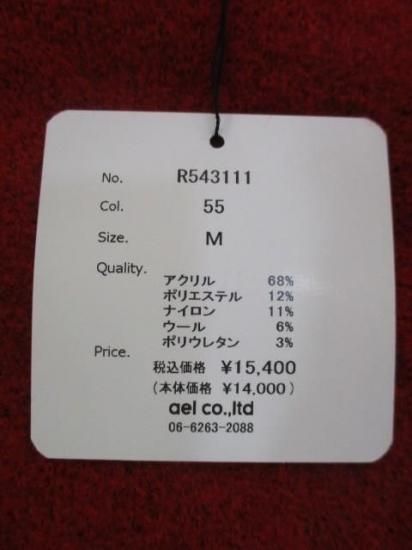 No. R543111
Col. 55
Size. M
Quality.
アクリル 68%
ポリエステル 12%
ナイロン 11%
ウール 6%
ポリウレタン 3%
Price.
税込価格 ¥15,400
(本体価格 ¥14,000)
ael co.,ltd
06-6263-2088